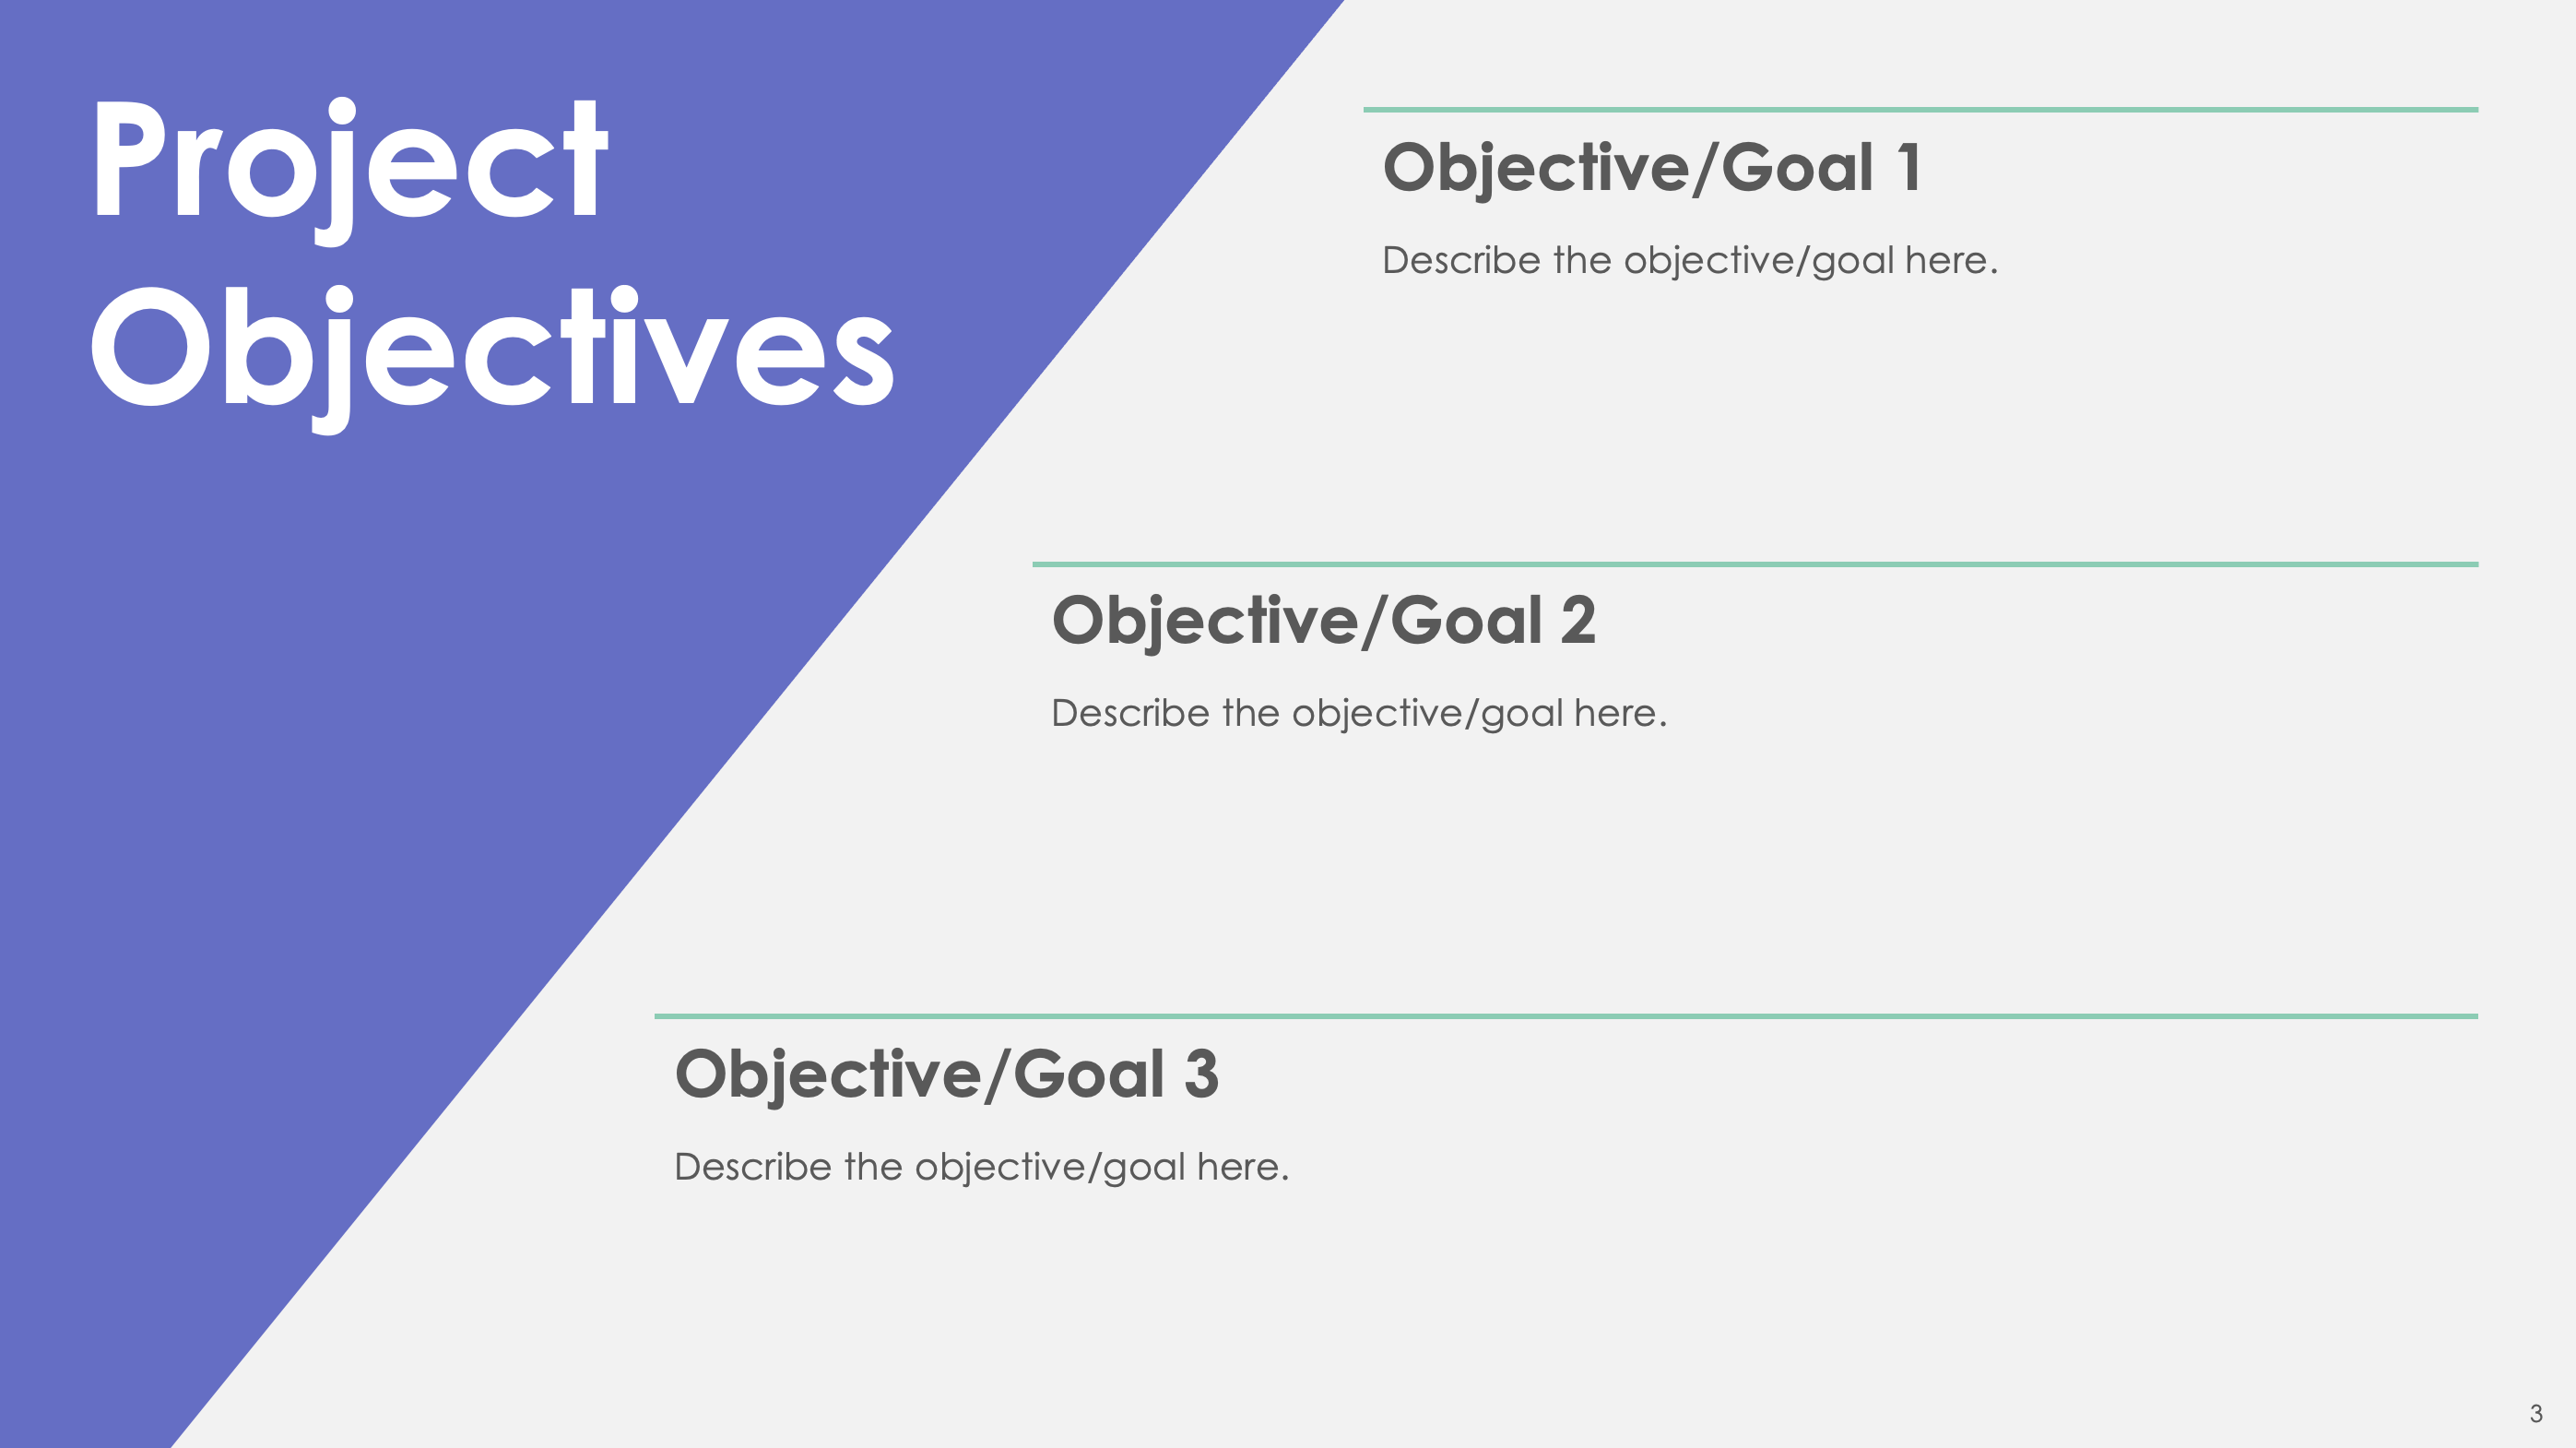 Project
Objectives
Objective/Goal 1
Describe the objective/goal here.
Objective/Goal 2
Describe the objective/goal here.
Objective/Goal 3
Describe the objective/goal here.
3